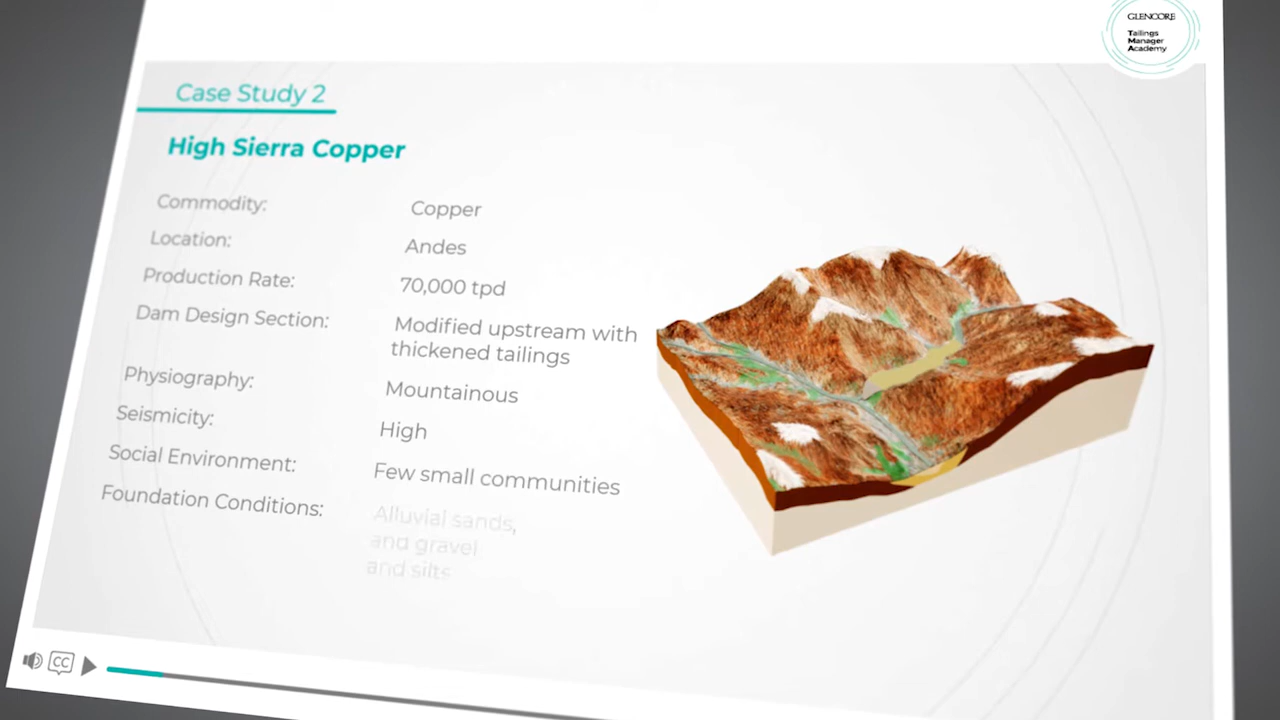 GLENCORE
Tailings
Manager
Academy
Case Study 2
High Sierra Copper
Commodity: Copper
Location: Andes
Production Rate: 70,000 tpd
Dam Design Section: Modified upstream with
thickened tailings
Physiography: Mountainous
Seismicity: High
Social Environment: Few small communities
Foundation Conditions: Alluvial sands,
and gravel
and silts
CC